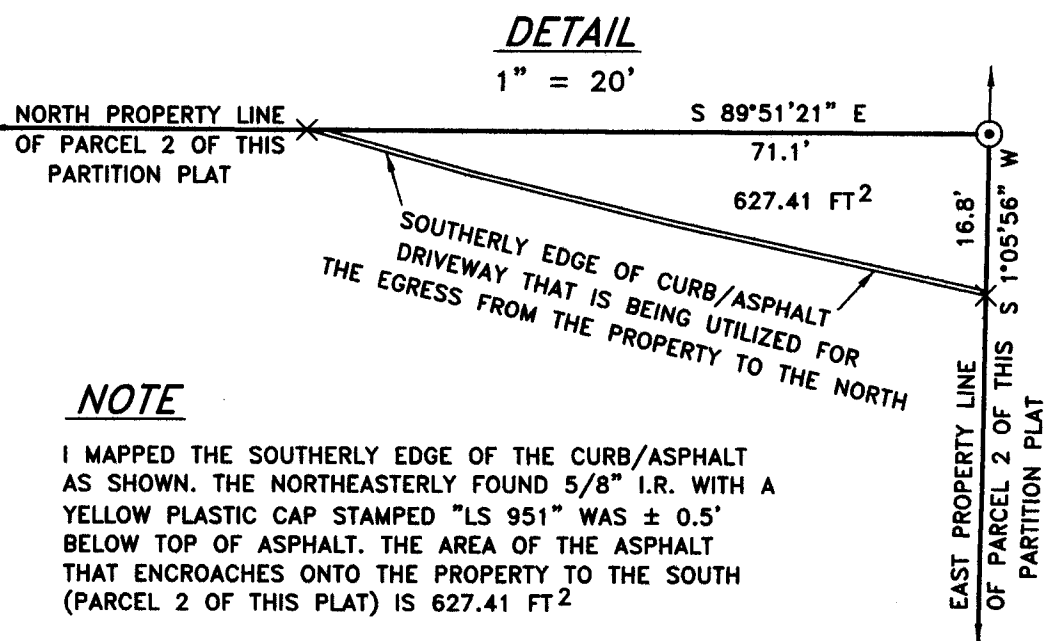 DETAIL
1" = 20'
NORTH PROPERTY LINE
OF PARCEL 2 OF THIS
PARTITION PLAT
S 89°51'21" E
71.1'
627.41 FT2
16.8'
S 1°05'56" W
SOUTHERLY EDGE OF CURB/ASPHALT
DRIVEWAY THAT IS BEING UTILIZED FOR
THE EGRESS FROM THE PROPERTY TO THE NORTH
EAST PROPERTY LINE
OF PARCEL 2 OF THIS
PARTITION PLAT
NOTE
I MAPPED THE SOUTHERLY EDGE OF THE CURB/ASPHALT
AS SHOWN. THE NORTHEASTERLY FOUND 5/8" I.R. WITH A
YELLOW PLASTIC CAP STAMPED "LS 951" WAS ± 0.5'
BELOW TOP OF ASPHALT. THE AREA OF THE ASPHALT
THAT ENCROACHES ONTO THE PROPERTY TO THE SOUTH
(PARCEL 2 OF THIS PLAT) IS 627.41 FT2